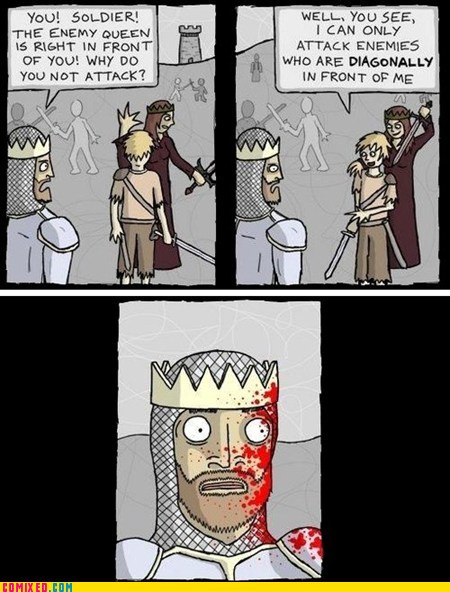 YOU! SOLDIER!
THE ENEMY QUEEN
IS RIGHT IN FRONT
OF YOU! WHY DO
YOU NOT ATTACK?
WELL, YOU SEE,
I CAN ONLY
ATTACK ENEMIES
WHO ARE DIAGONALLY
IN FRONT OF ME
COMIXED.COM